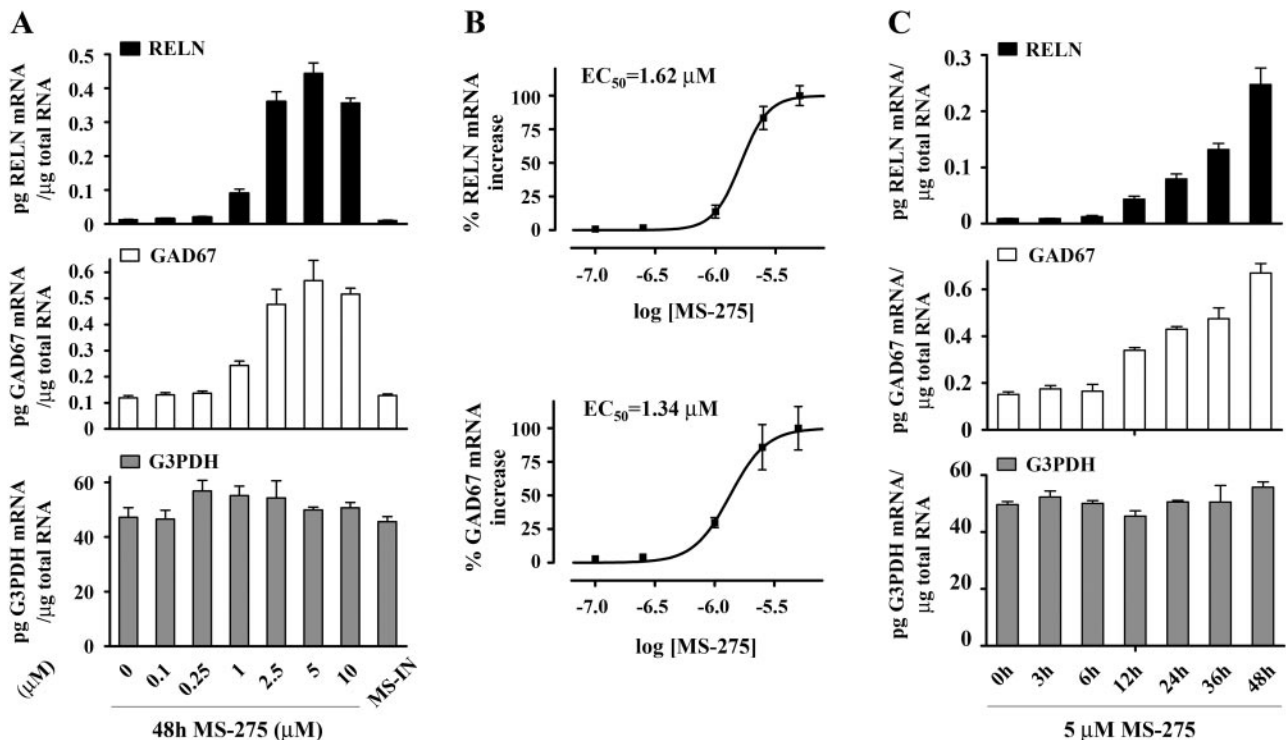 A
RELN
0.5
0.4
0.3
0.2
0.1
0
pg RELN mRNA
/µg total RNA
GAD67
0.6
0.5
0.4
0.3
0.2
0.1
0
pg GAD67 mRNA
/µg total RNA
G3PDH
60
40
60
0
pg G3PDH mRNA
/µg total RNA
(µM)
0
0.1
0.25
1
2.5
5
10
MS-IN
48h MS-275 (µM)
B
EC50=1.62 µM
100
75
50
25
0
% RELN mRNA
increase
-7.0
-6.5
-6.0
-5.5
log [MS-275]
EC50=1.34 µM
100
75
50
25
0
% GAD67 mRNA
increase
-7.0
-6.5
-6.0
-5.5
log [MS-275]
C
RELN
0.3
0.2
0.1
0
pg RELN mRNA/
µg total RNA
GAD67
0.6
0.4
0.2
0
pg GAD67 mRNA/
µg total RNA
G3PDH
60
40
60
0
pg G3PDH mRNA/
µg total RNA
0h
3h
6h
12h
24h
36h
48h
5 µM MS-275